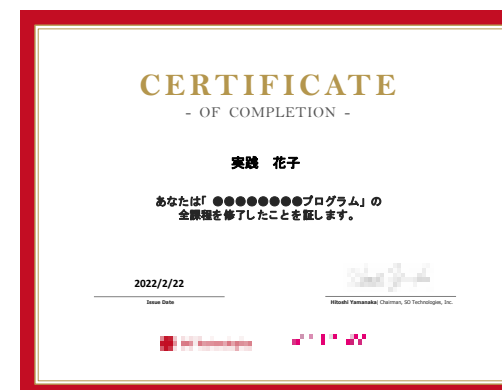 CERTIFICATE
- OF COMPLETION -
実践 花子
あなたは「 ●●●●●●●●プログラム」の
全課程を修了したことを証します。
2022/2/22
Issue Date
Hitoshi Yamanaka| Chairman, SO Technologies, Inc.